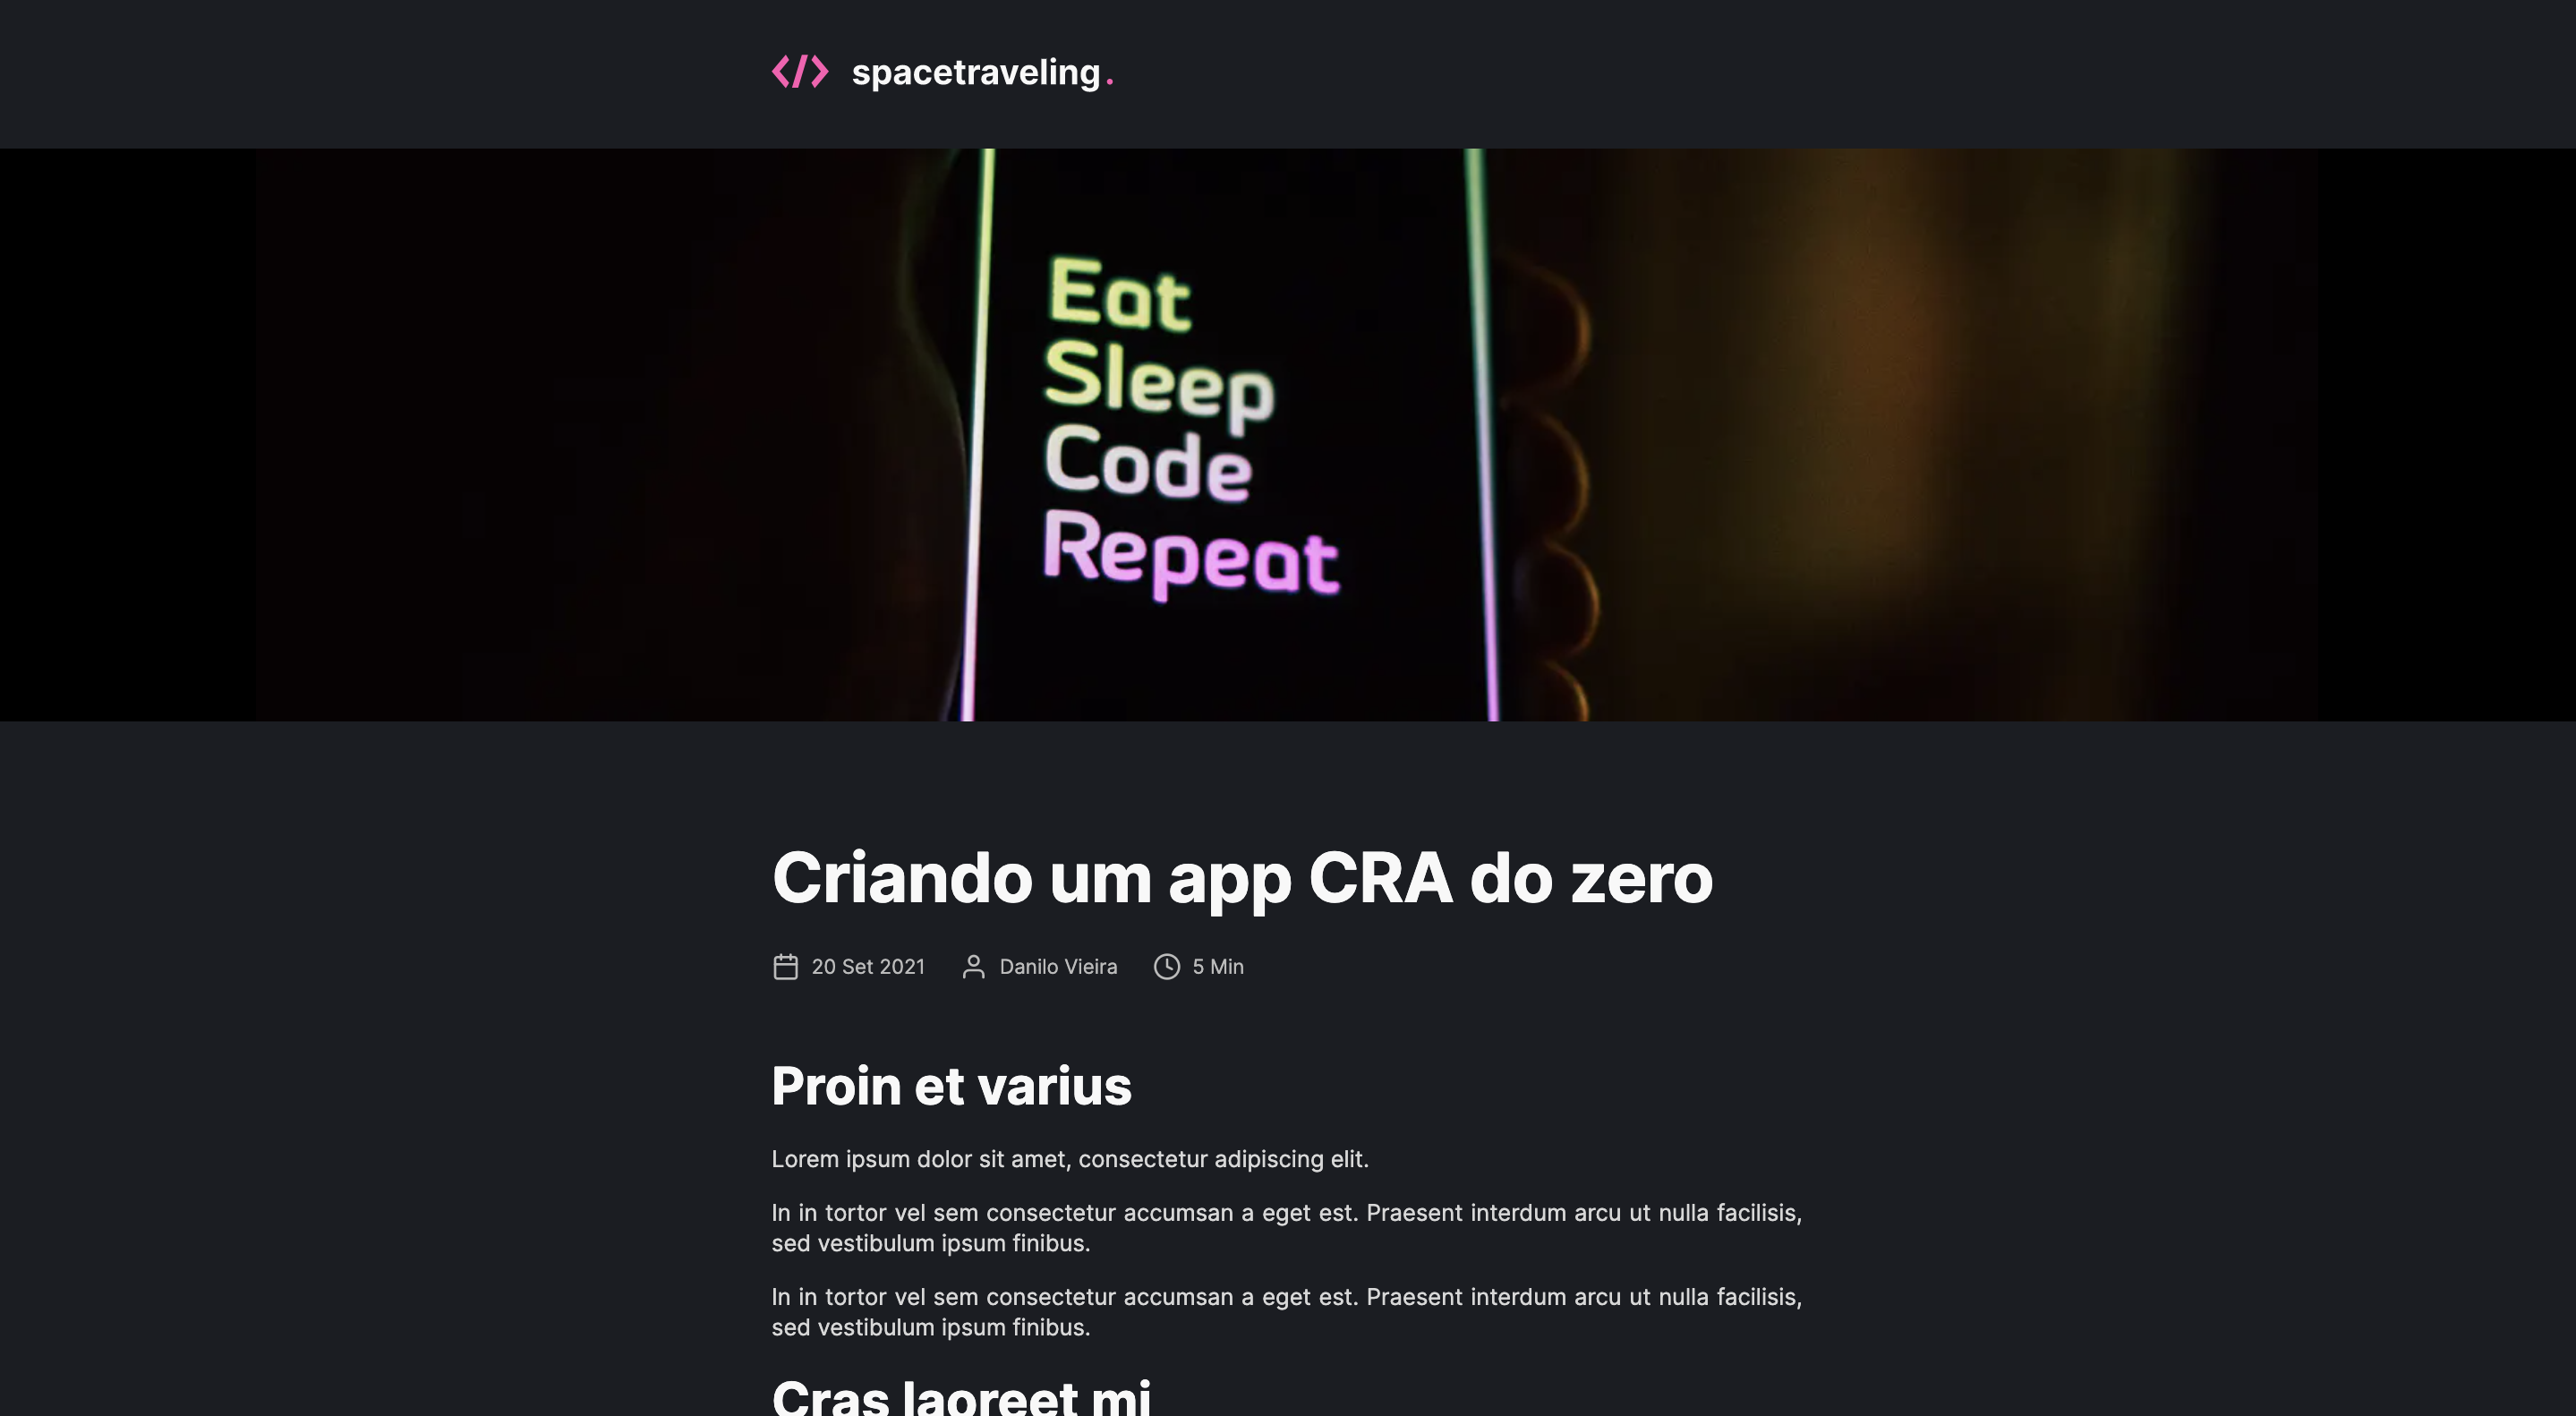 </> spacetraveling.
Eat
Sleep
Code
Repeat
Criando um app CRA do zero
20 Set 2021 Danilo Vieira 5 Min
Proin et varius
Lorem ipsum dolor sit amet, consectetur adipiscing elit.
In in tortor vel sem consectetur accumsan a eget est. Praesent interdum arcu ut nulla facilisis,
sed vestibulum ipsum finibus.
In in tortor vel sem consectetur accumsan a eget est. Praesent interdum arcu ut nulla facilisis,
sed vestibulum ipsum finibus.
Cras laoreet mi